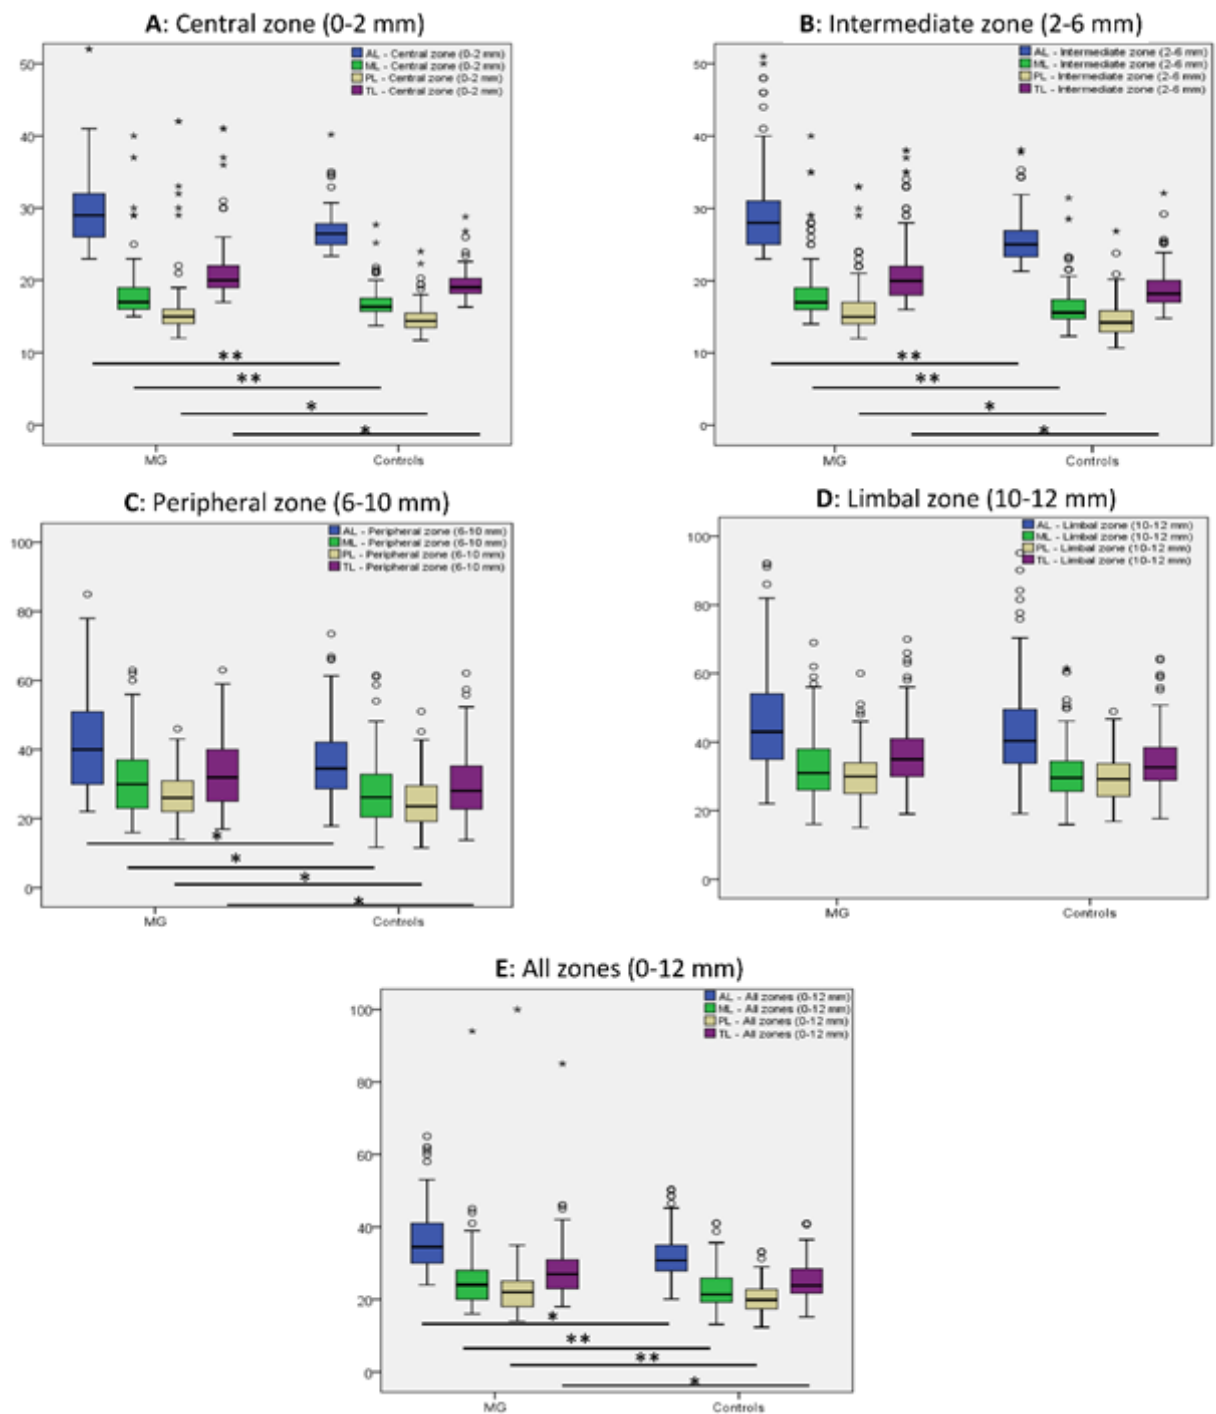 A: Central zone (0-2 mm)
AL - Central zone (0-2 mm)
ML - Central zone (0-2 mm)
PL - Central zone (0-2 mm)
TL - Central zone (0-2 mm)
50
40
30
20
10
0
**
**
*
*
MG Controls
B: Intermediate zone (2-6 mm)
AL - Intermediate zone (2-6 mm)
ML - Intermediate zone (2-6 mm)
PL - Intermediate zone (2-6 mm)
TL - Intermediate zone (2-6 mm)
50
40
30
20
10
0
**
**
*
*
MG Controls
C: Peripheral zone (6-10 mm)
AL - Peripheral zone (6-10 mm)
ML - Peripheral zone (6-10 mm)
PL - Peripheral zone (6-10 mm)
TL - Peripheral zone (6-10 mm)
100
80
60
40
20
0
*
*
*
*
MG Controls
D: Limbal zone (10-12 mm)
AL - Limbal zone (10-12 mm)
ML - Limbal zone (10-12 mm)
PL - Limbal zone (10-12 mm)
TL - Limbal zone (10-12 mm)
100
80
60
40
20
0
MG Controls
E: All zones (0-12 mm)
AL - All zones (0-12 mm)
ML - All zones (0-12 mm)
PL - All zones (0-12 mm)
TL - All zones (0-12 mm)
100
80
60
40
20
0
*
**
**
*
MG Controls